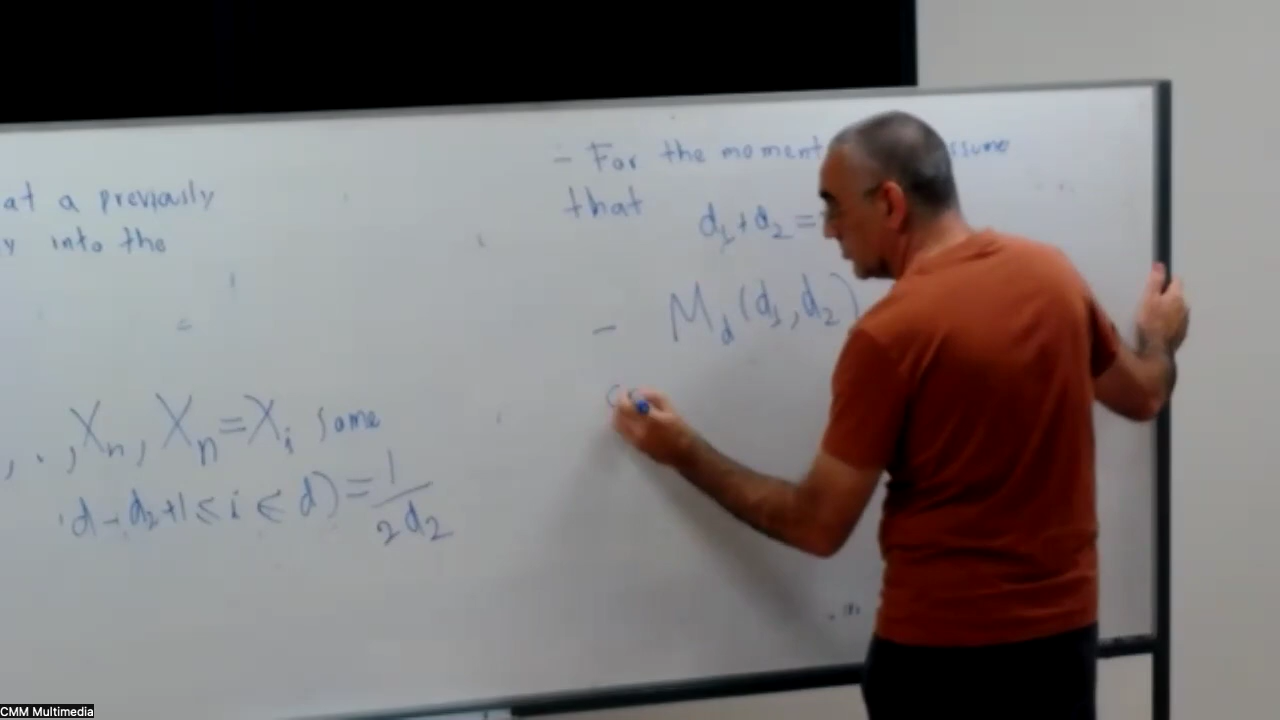 at a previously
y into the
, . , Xₙ, Xₙ = Xᵢ some
d - d₂+1 ≤ i ≤ d) = 1/(2d₂)
- For the moment
that d₁+d₂ =
- M_d(d₁, d₂)
CMM Multimedia